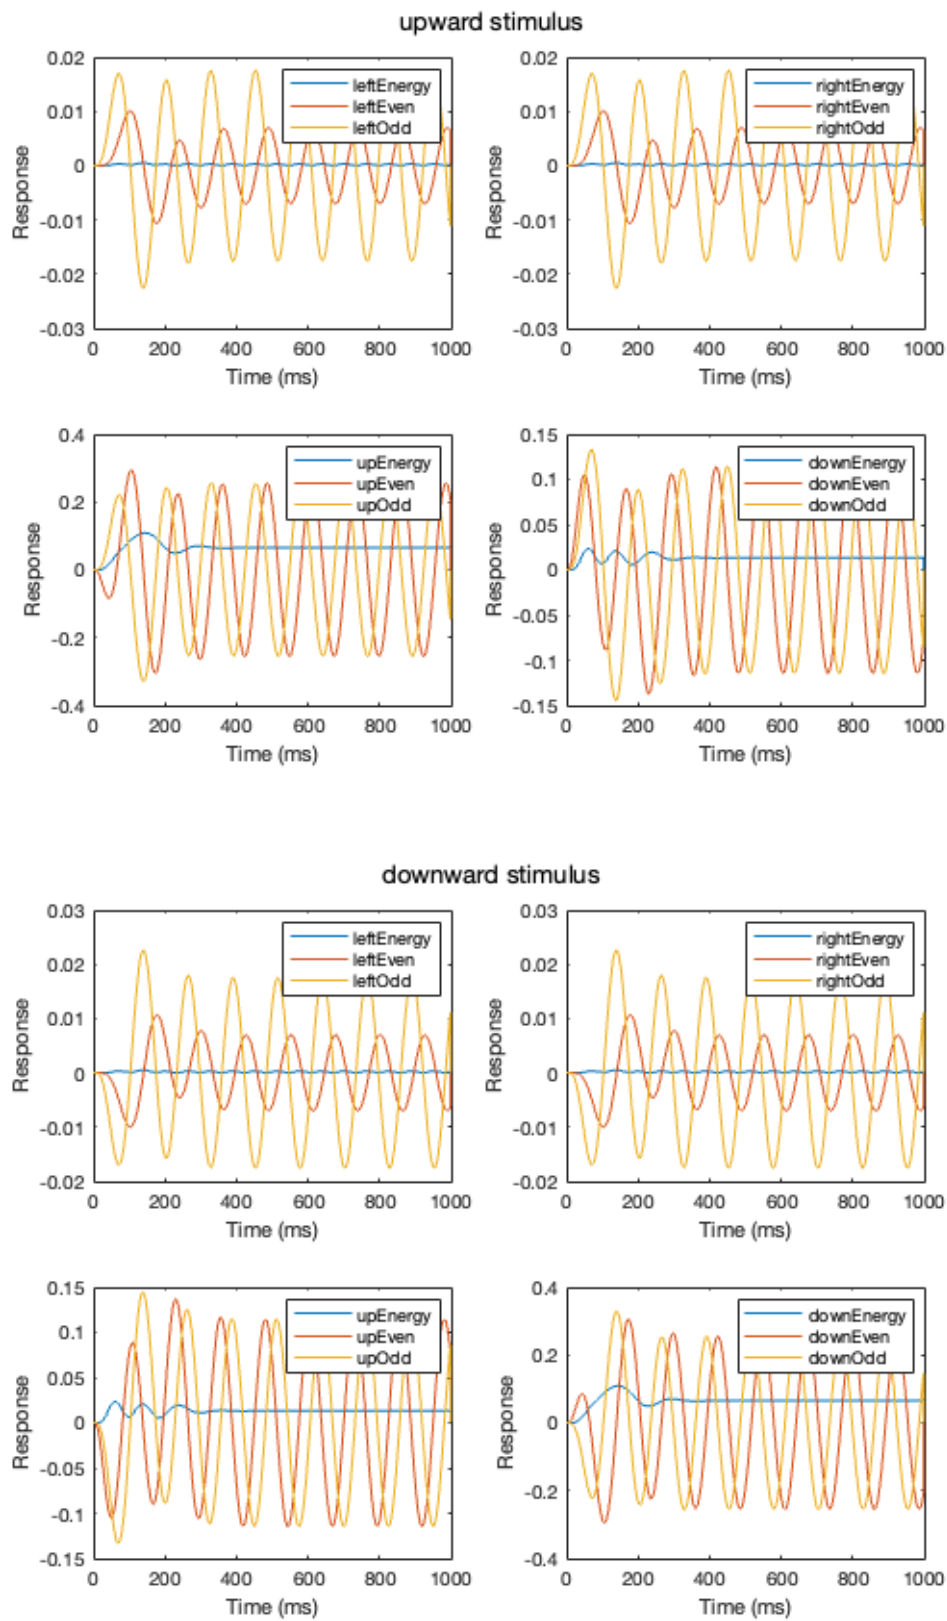 upward stimulus
0.02
0.01
0
-0.01
-0.02
-0.03
Response
leftEnergy
leftEven
leftOdd
0 200 400 600 800 1000
Time (ms)
0.02
0.01
0
-0.01
-0.02
-0.03
Response
rightEnergy
rightEven
rightOdd
0 200 400 600 800 1000
Time (ms)
0.4
0.2
0
-0.2
-0.4
Response
upEnergy
upEven
upOdd
0 200 400 600 800 1000
Time (ms)
0.15
0.1
0.05
0
-0.05
-0.1
-0.15
Response
downEnergy
downEven
downOdd
0 200 400 600 800 1000
Time (ms)
downward stimulus
0.03
0.02
0.01
0
-0.01
-0.02
Response
leftEnergy
leftEven
leftOdd
0 200 400 600 800 1000
Time (ms)
0.03
0.02
0.01
0
-0.01
-0.02
Response
rightEnergy
rightEven
rightOdd
0 200 400 600 800 1000
Time (ms)
0.15
0.1
0.05
0
-0.05
-0.1
-0.15
Response
upEnergy
upEven
upOdd
0 200 400 600 800 1000
Time (ms)
0.4
0.2
0
-0.2
-0.4
Response
downEnergy
downEven
downOdd
0 200 400 600 800 1000
Time (ms)